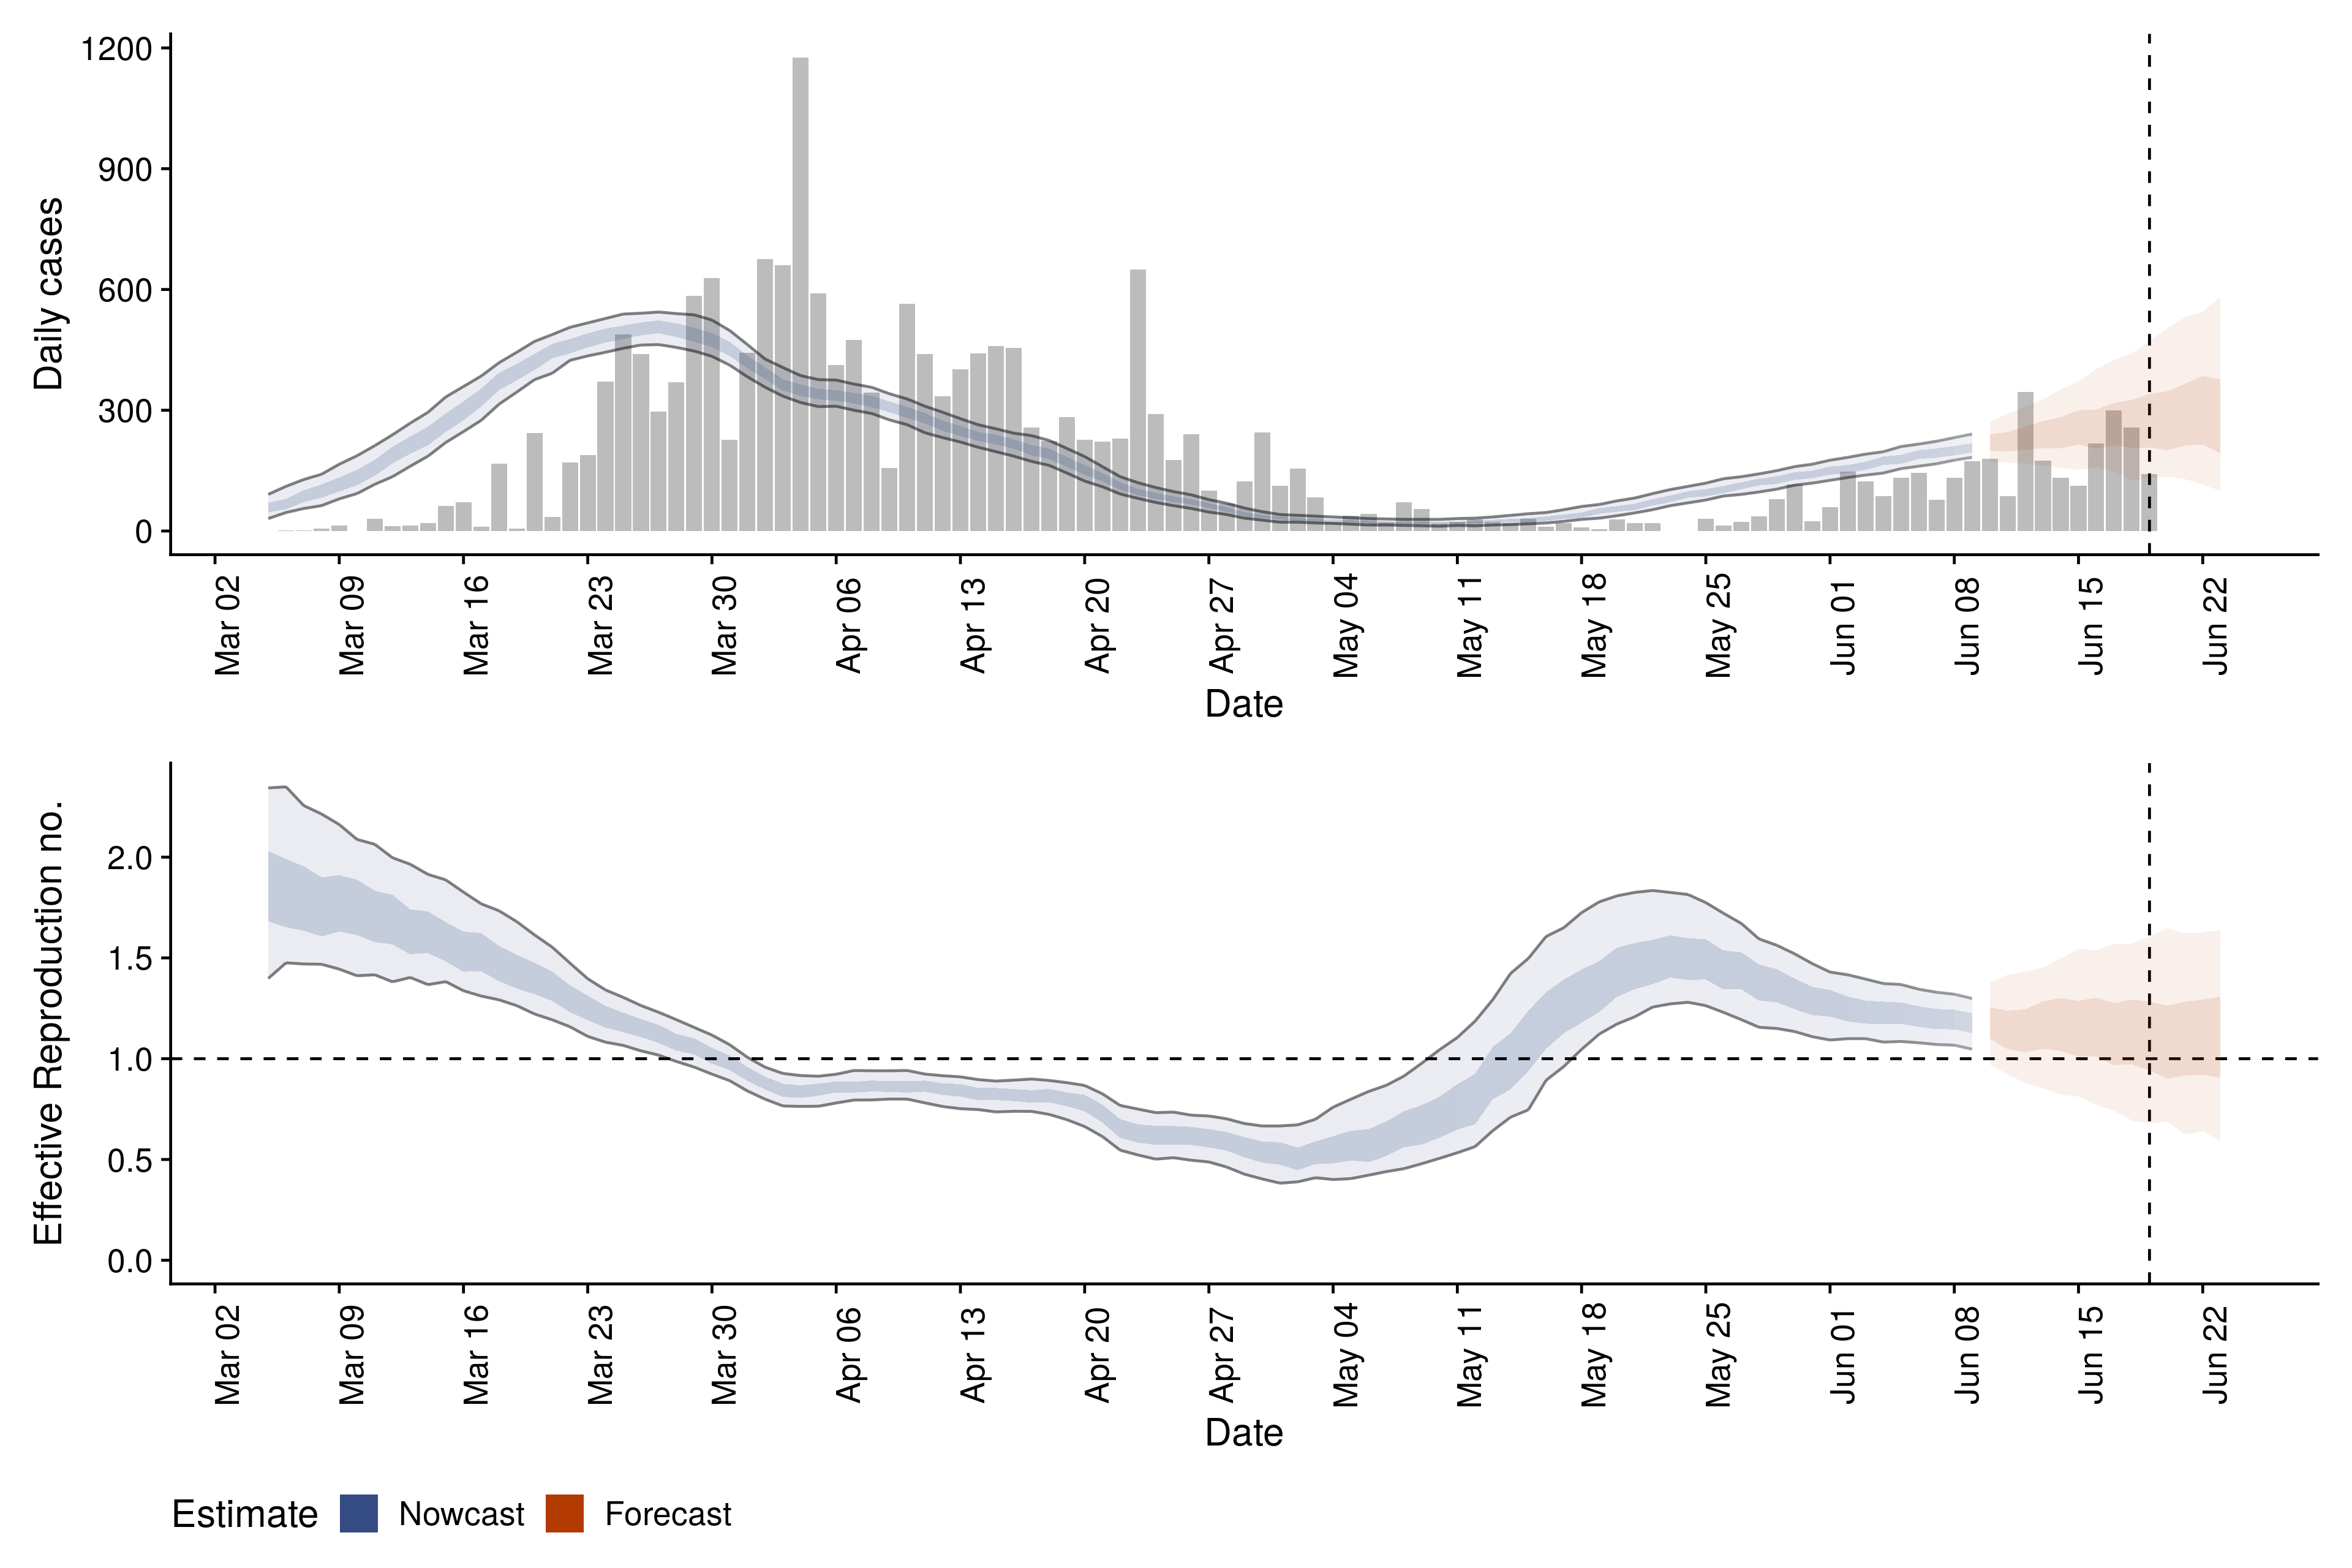 Daily cases
1200
900
600
300
0
Mar 02
Mar 09
Mar 16
Mar 23
Mar 30
Apr 06
Apr 13
Apr 20
Apr 27
May 04
May 11
May 18
May 25
Jun 01
Jun 08
Jun 15
Jun 22
Date
Effective Reproduction no.
2.0
1.5
1.0
0.5
0.0
Mar 02
Mar 09
Mar 16
Mar 23
Mar 30
Apr 06
Apr 13
Apr 20
Apr 27
May 04
May 11
May 18
May 25
Jun 01
Jun 08
Jun 15
Jun 22
Date
Estimate Nowcast Forecast